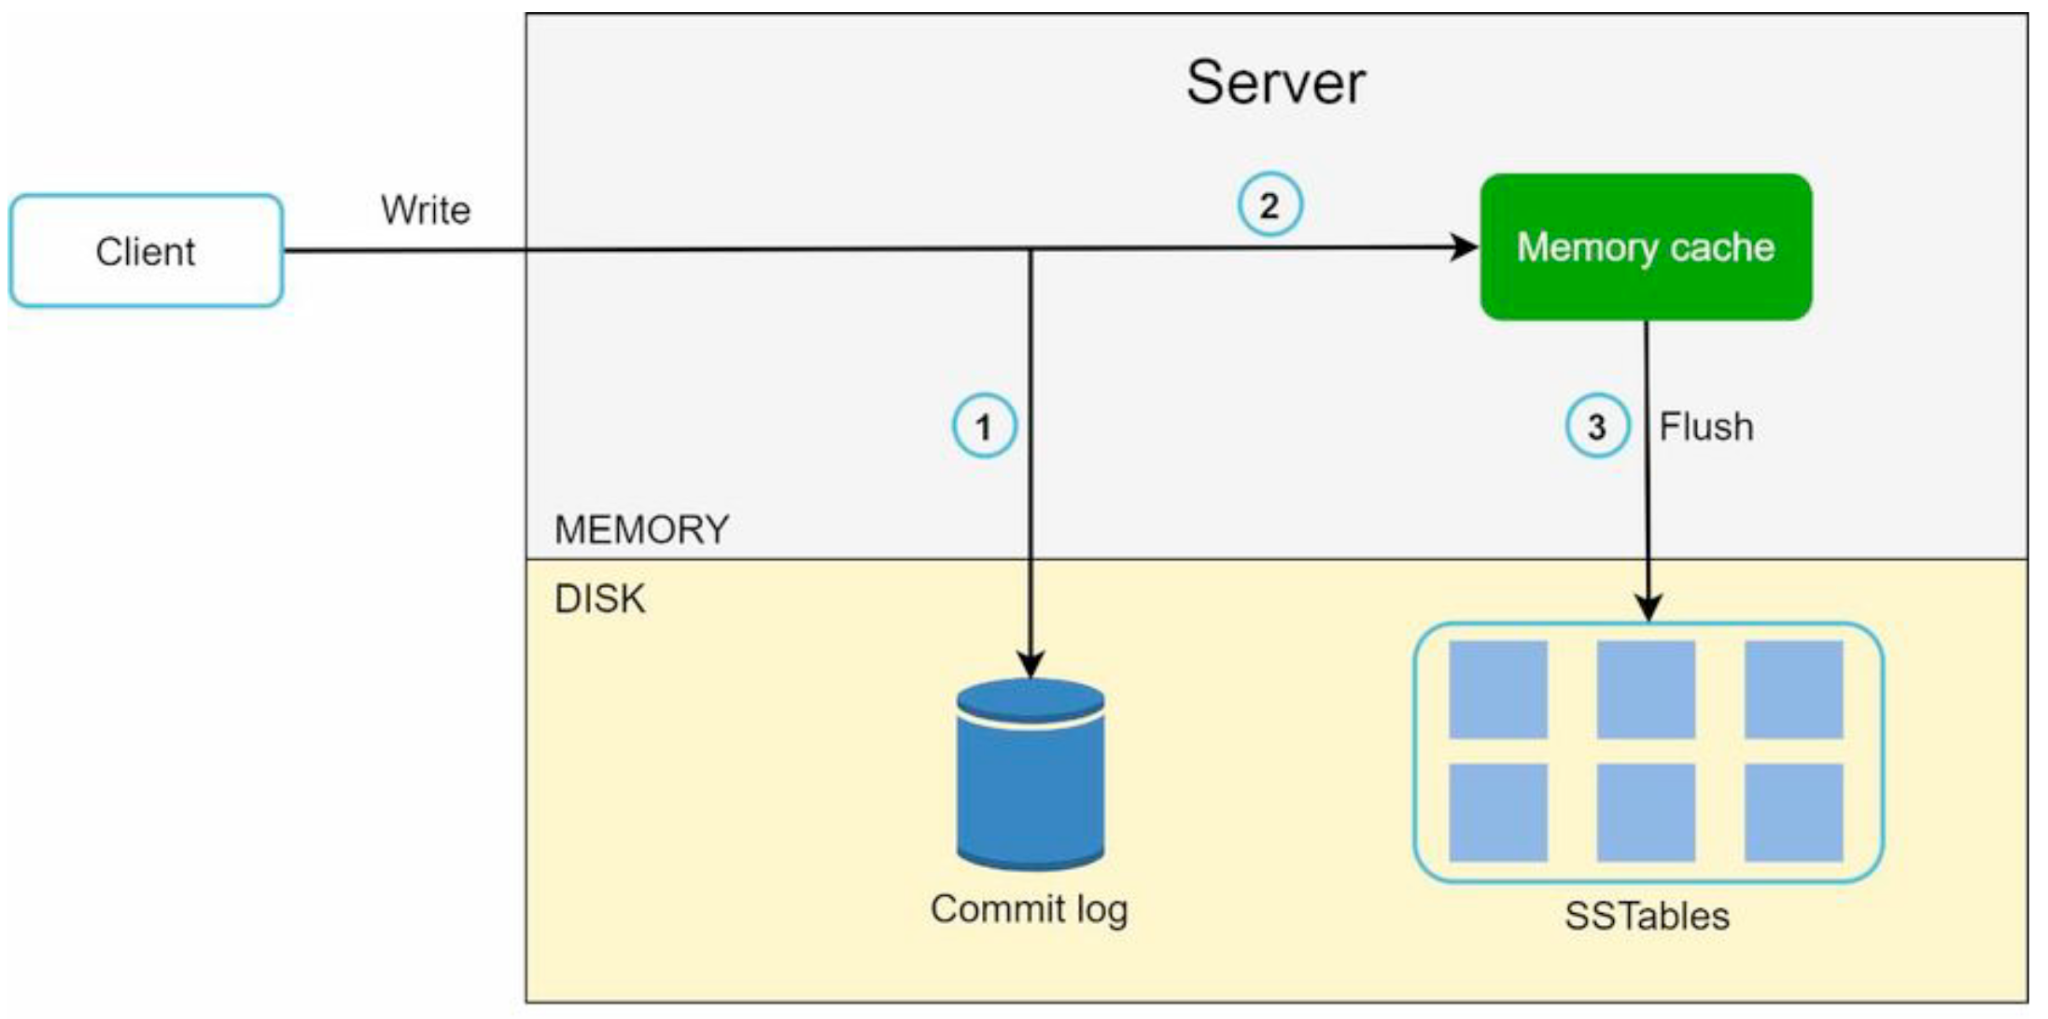 Server
Write
2
Client
Memory cache
1
3
Flush
MEMORY
DISK
Commit log
SSTables